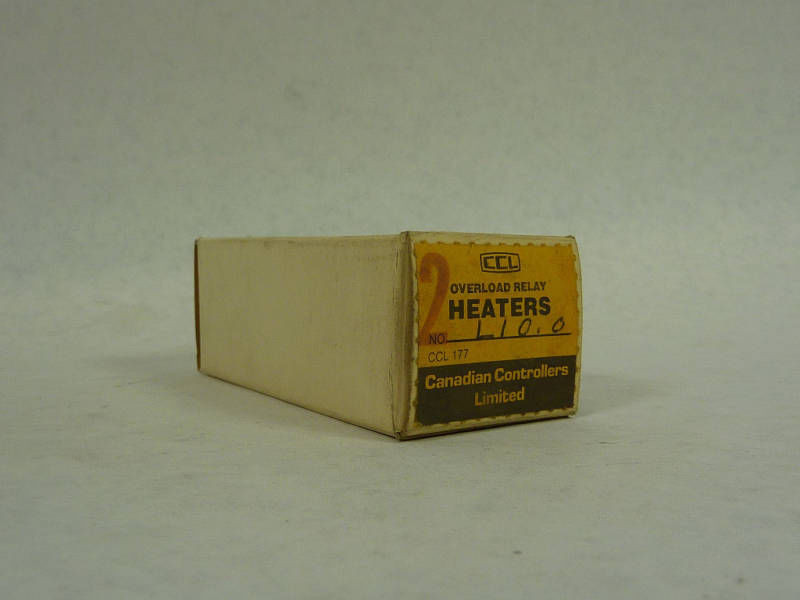 CCL
2
OVERLOAD RELAY
HEATERS
NO. L10.0
CCL 177
Canadian Controllers
Limited